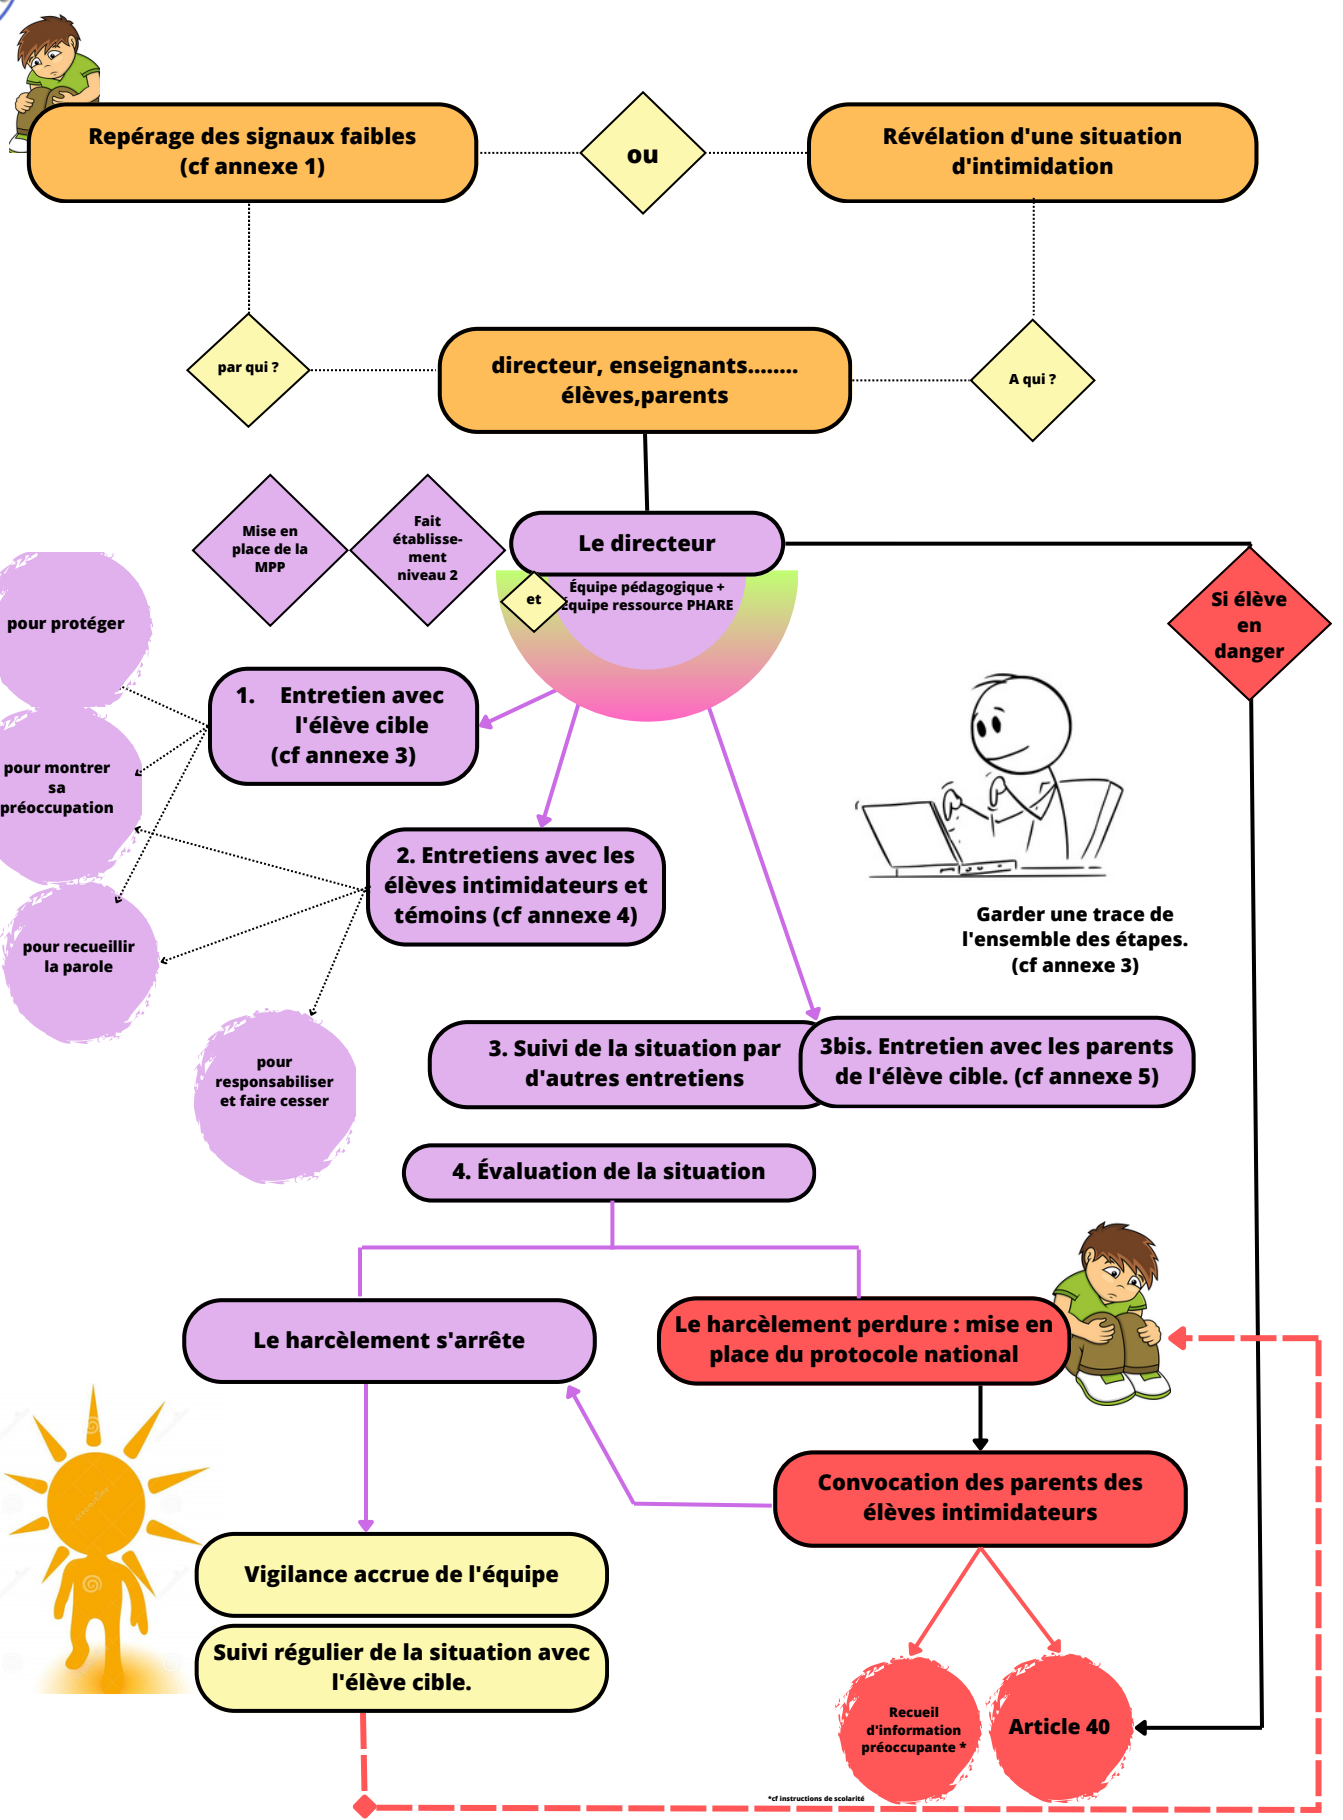 Repérage des signaux faibles
(cf annexe 1)
ou
Révélation d'une situation
d'intimidation
par qui ?
directeur, enseignants........
élèves,parents
A qui ?
Mise en
place de la
MPP
Fait
établisse-
ment
niveau 2
Le directeur
et
Équipe pédagogique +
Équipe ressource PHARE
Si élève
en
danger
pour protéger
1. Entretien avec
l'élève cible
(cf annexe 3)
pour montrer
sa
préoccupation
2. Entretiens avec les
élèves intimidateurs et
témoins (cf annexe 4)
Garder une trace de
l'ensemble des étapes.
(cf annexe 3)
pour recueillir
la parole
pour
responsabiliser
et faire cesser
3. Suivi de la situation par
d'autres entretiens
3bis. Entretien avec les parents
de l'élève cible. (cf annexe 5)
4. Évaluation de la situation
Le harcèlement s'arrête
Le harcèlement perdure : mise en
place du protocole national
Convocation des parents des
élèves intimidateurs
Vigilance accrue de l'équipe
Suivi régulier de la situation avec
l'élève cible.
Recueil
d'information
préoccupante *
Article 40
*cf instructions de scolarité